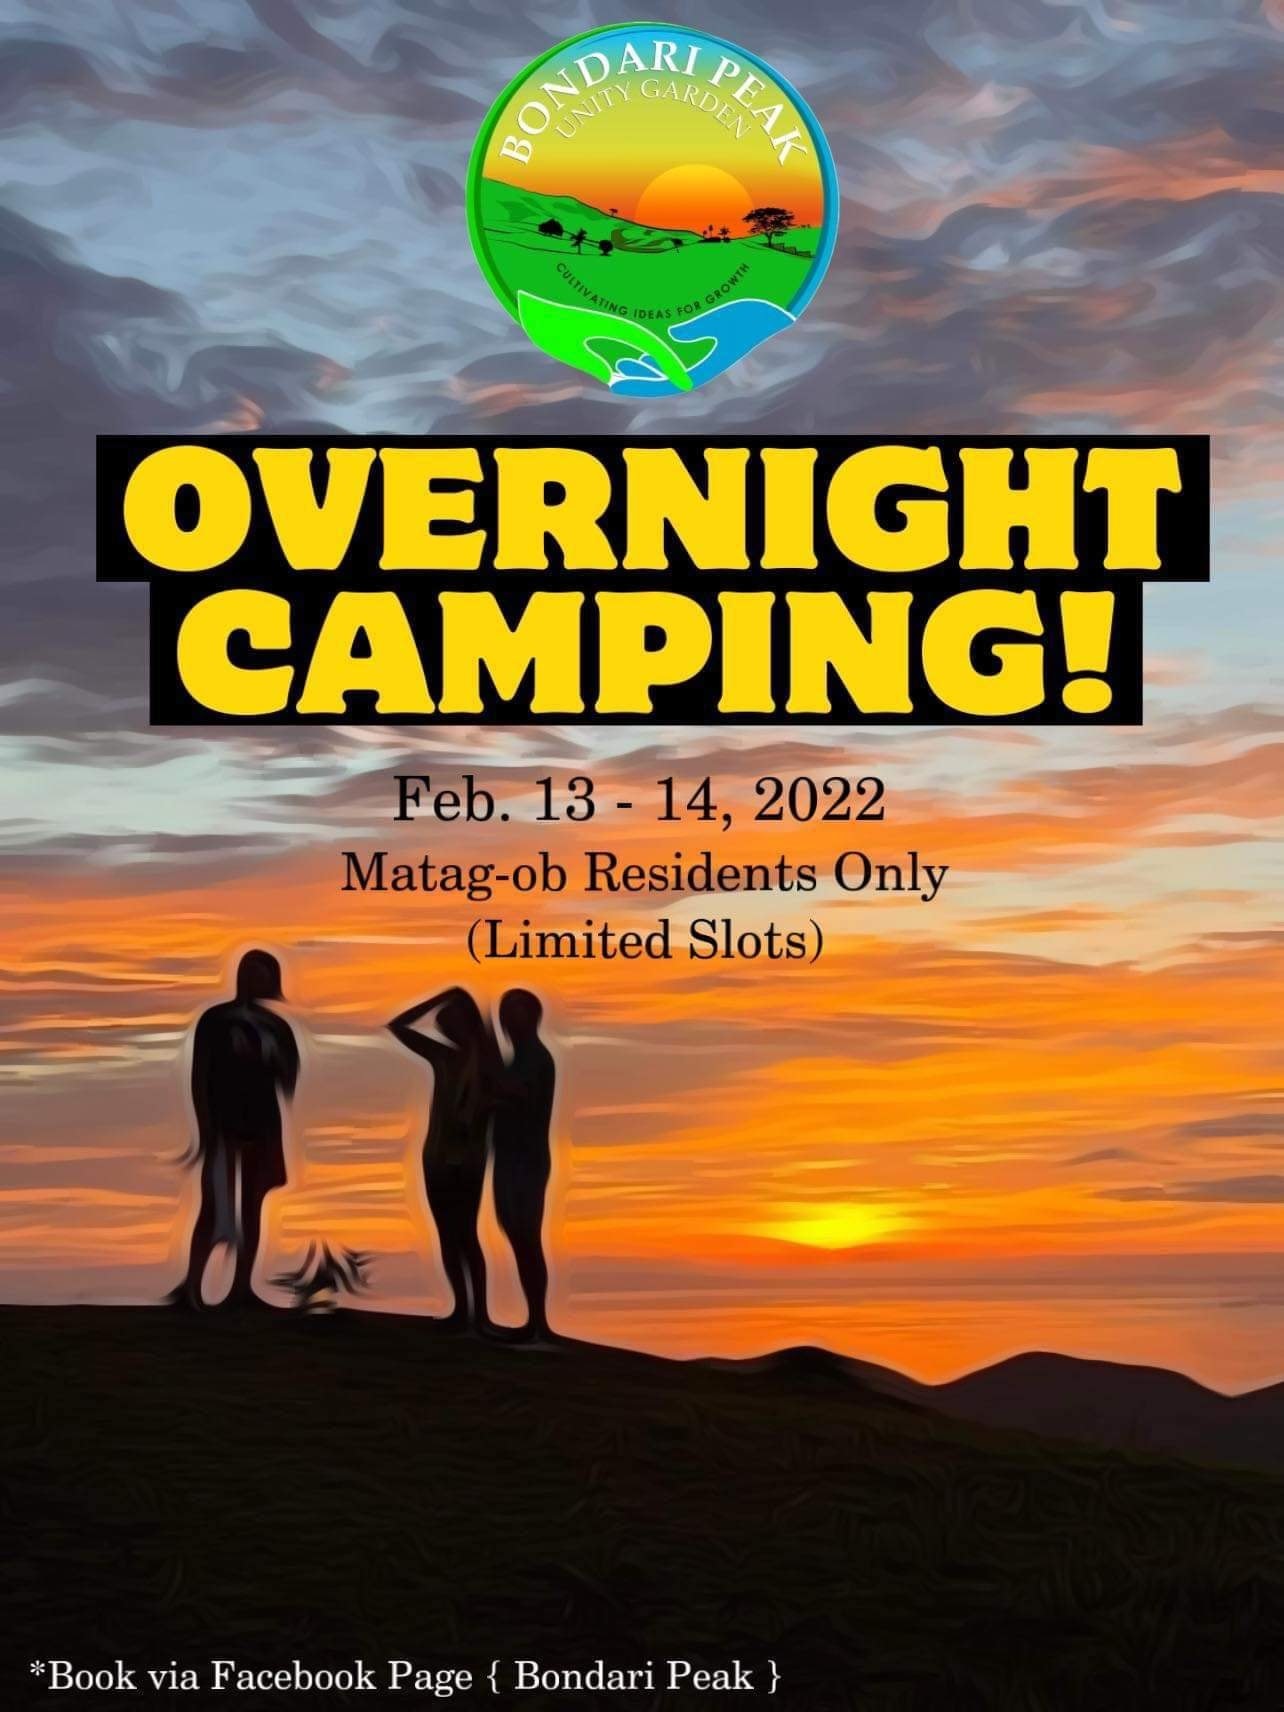 BONDARI PEAK
UNITY GARDEN
CULTIVATING IDEAS FOR GROWTH
OVERNIGHT
CAMPING!
Feb. 13 - 14, 2022
Matag-ob Residents Only
(Limited Slots)
*Book via Facebook Page { Bondari Peak }